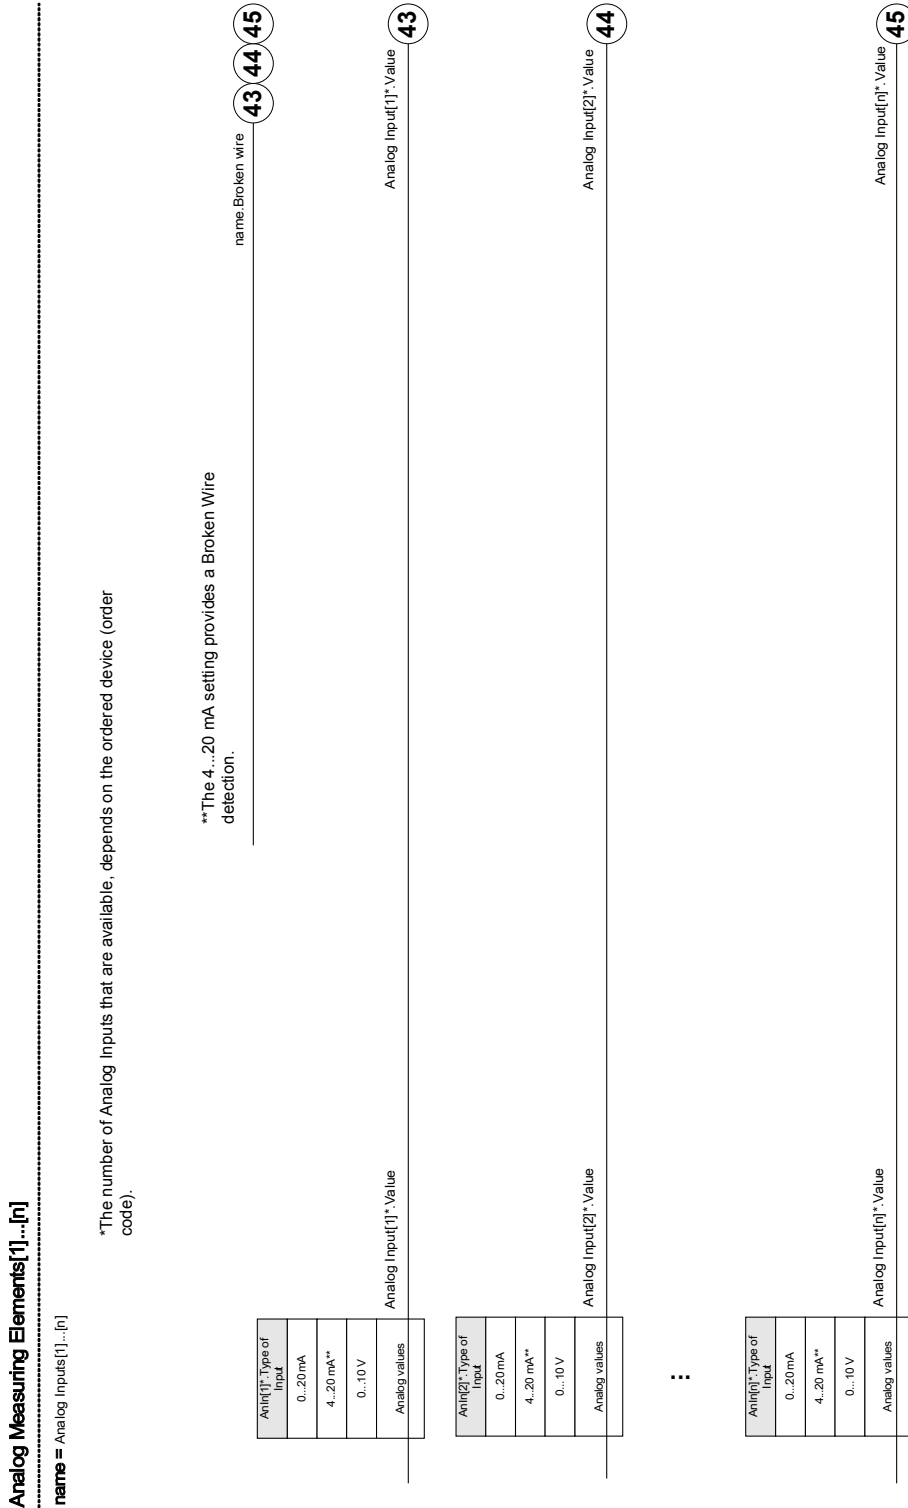 Analog Measuring Elements[1]...[n]
name = Analog Inputs[1]...[n]
*The number of Analog Inputs that are available, depends on the ordered device (order
code).
**The 4...20 mA setting provides a Broken Wire
detection.
name.Broken wire
43 44 45
AnIn[1]*.Type of
Input
0...20 mA
4...20 mA**
0...10 V
Analog values
Analog Input[1]*.Value
Analog Input[1]*.Value
43
AnIn[2]*.Type of
Input
0...20 mA
4...20 mA**
0...10 V
Analog values
Analog Input[2]*.Value
Analog Input[2]*.Value
44
...
AnIn[n]*.Type of
Input
0...20 mA
4...20 mA**
0...10 V
Analog values
Analog Input[n]*.Value
Analog Input[n]*.Value
45